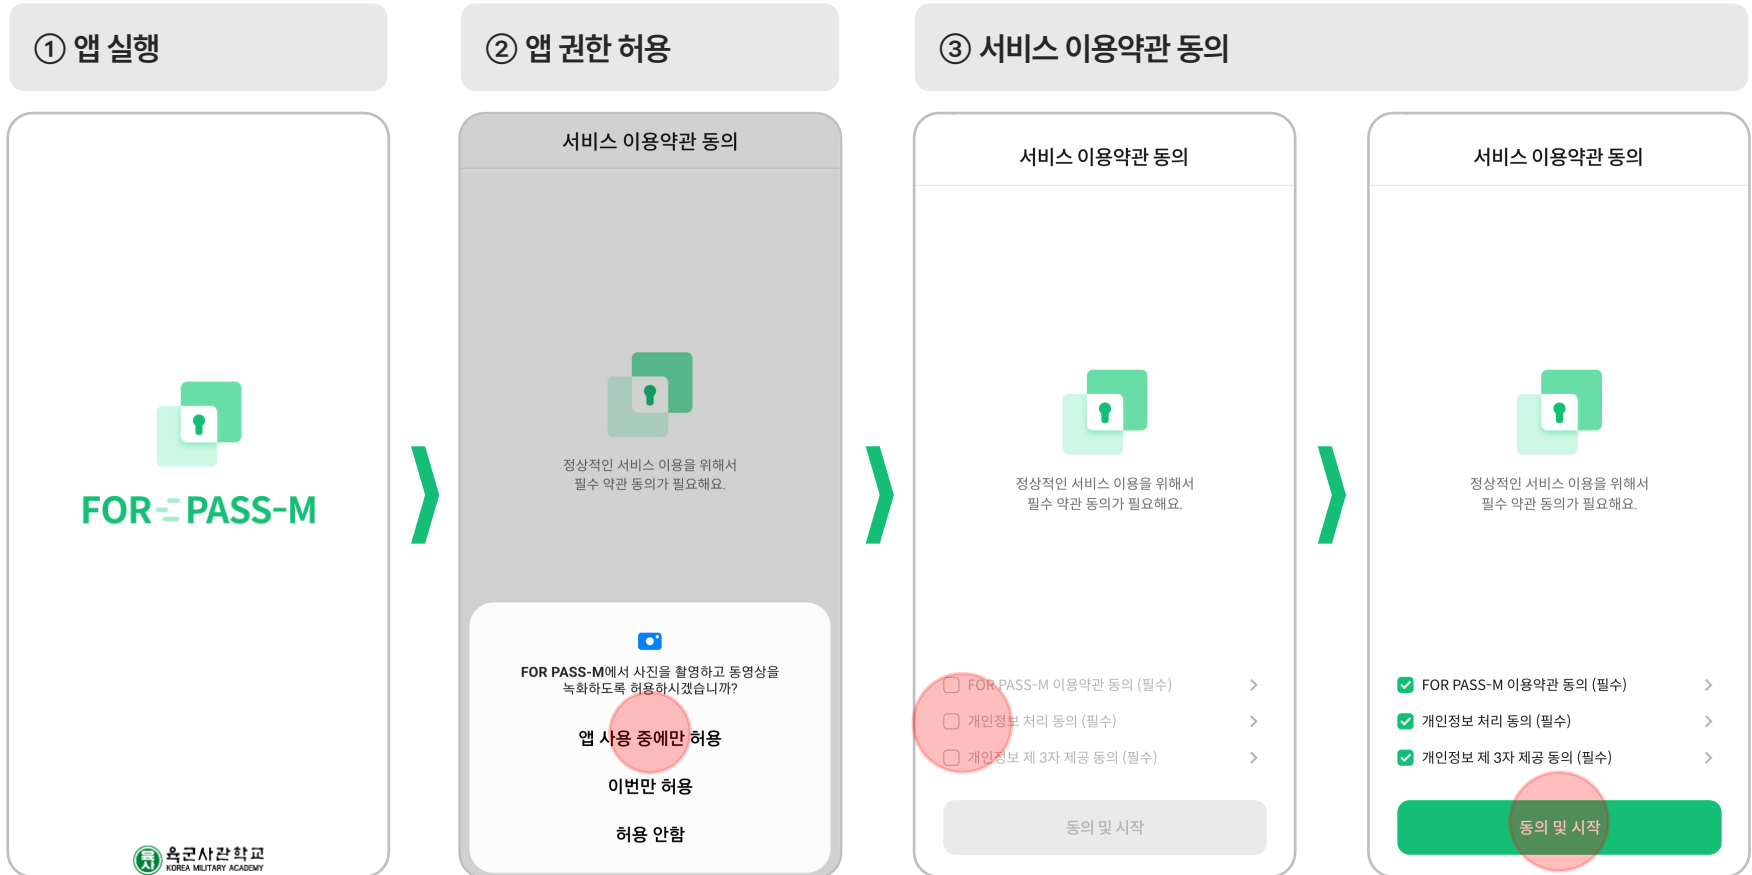 ① 앱 실행
② 앱 권한 허용
③ 서비스 이용약관 동의
FOR PASS-M
육군사관학교
KOREA MILITARY ACADEMY
서비스 이용약관 동의
정상적인 서비스 이용을 위해서
필수 약관 동의가 필요해요.
FOR PASS-M에서 사진을 촬영하고 동영상을
녹화하도록 허용하시겠습니까?
앱 사용 중에만 허용
이번만 허용
허용 안함
서비스 이용약관 동의
정상적인 서비스 이용을 위해서
필수 약관 동의가 필요해요.
FOR PASS-M 이용약관 동의 (필수)
개인정보 처리 동의 (필수)
개인정보 제 3자 제공 동의 (필수)
동의 및 시작
서비스 이용약관 동의
정상적인 서비스 이용을 위해서
필수 약관 동의가 필요해요.
FOR PASS-M 이용약관 동의 (필수)
개인정보 처리 동의 (필수)
개인정보 제 3자 제공 동의 (필수)
동의 및 시작